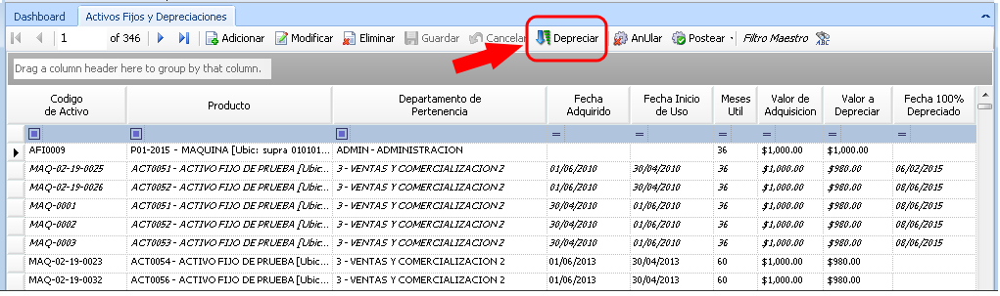 Dashboard Activos Fijos y Depreciaciones
1 of 346 Adicionar Modificar Eliminar Guardar Cancelar Depreciar AnUlar Postear Filtro Maestro ABC
Drag a column header here to group by that column.
Codigo de Activo Producto Departamento de Pertenencia Fecha Adquirido Fecha Inicio de Uso Meses Util Valor de Adquisicion Valor a Depreciar Fecha 100% Depreciado
= = = = = =
AFI0009 P01-2015 - MAQUINA [Ubic: supra 010101... ADMIN - ADMINISTRACION 36 $1,000.00 $1,000.00
MAQ-02-19-0025 ACT0051 - ACTIVO FIJO DE PRUEBA [Ubic... 3 - VENTAS Y COMERCIALIZACION 2 01/06/2010 30/04/2010 36 $1,000.00 $980.00 06/02/2015
MAQ-02-19-0026 ACT0052 - ACTIVO FIJO DE PRUEBA [Ubic... 3 - VENTAS Y COMERCIALIZACION 2 01/06/2010 30/04/2010 36 $1,000.00 $980.00 08/06/2015
MAQ-0001 ACT0051 - ACTIVO FIJO DE PRUEBA [Ubic... 3 - VENTAS Y COMERCIALIZACION 2 30/04/2010 01/06/2010 36 $1,000.00 $980.00 08/06/2015
MAQ-0002 ACT0052 - ACTIVO FIJO DE PRUEBA [Ubic... 3 - VENTAS Y COMERCIALIZACION 2 30/04/2010 01/06/2010 36 $1,000.00 $980.00 08/06/2015
MAQ-0003 ACT0053 - ACTIVO FIJO DE PRUEBA [Ubic... 3 - VENTAS Y COMERCIALIZACION 2 30/04/2010 01/06/2010 36 $1,000.00 $980.00 08/06/2015
MAQ-02-19-0023 ACT0054 - ACTIVO FIJO DE PRUEBA [Ubic... 3 - VENTAS Y COMERCIALIZACION 2 01/06/2013 30/04/2013 60 $1,000.00 $980.00
MAQ-02-19-0032 ACT0056 - ACTIVO FIJO DE PRUEBA [Ubic... 3 - VENTAS Y COMERCIALIZACION 2 01/06/2013 30/04/2013 60 $1,000.00 $980.00